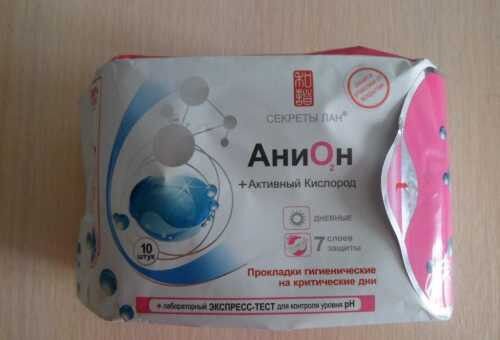 СЕКРЕТЫ ЛАН®
АниО₂н
+Активный Кислород
ДНЕВНЫЕ
10
штук
7 слоев
защиты
Прокладки гигиенические
на критические дни
+ лабораторный ЭКСПРЕСС-ТЕСТ для контроля уровня pH